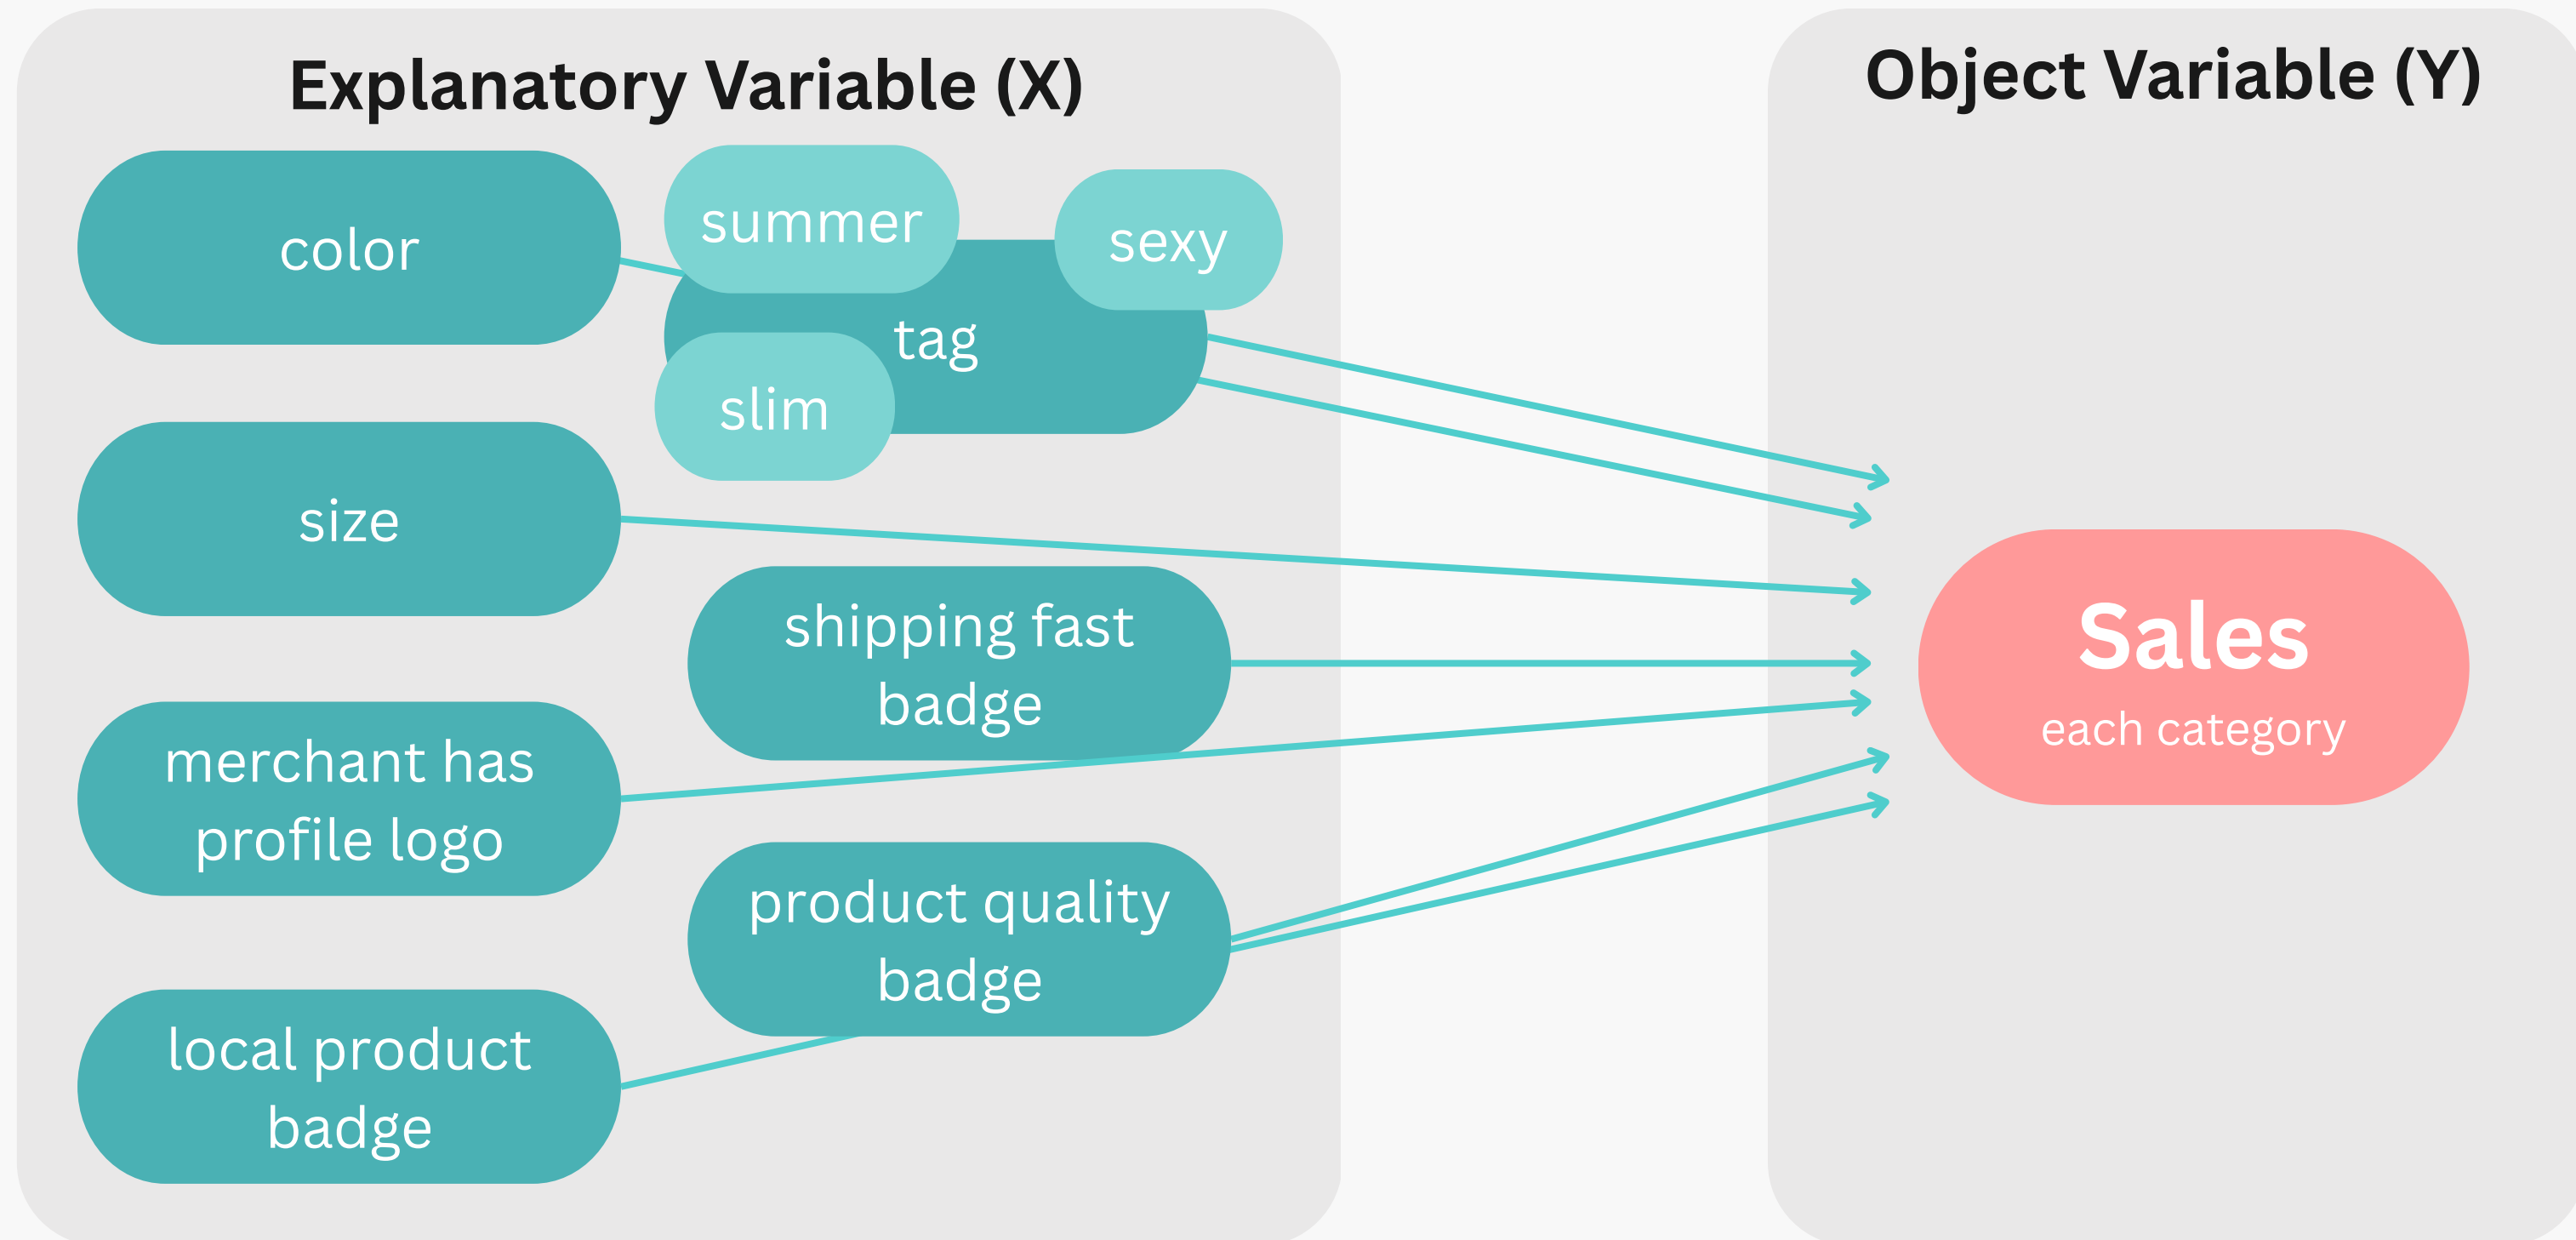 Explanatory Variable (X)
Object Variable (Y)
color
summer
sexy
tag
slim
size
shipping fast
badge
merchant has
profile logo
product quality
badge
local product
badge
Sales
each category